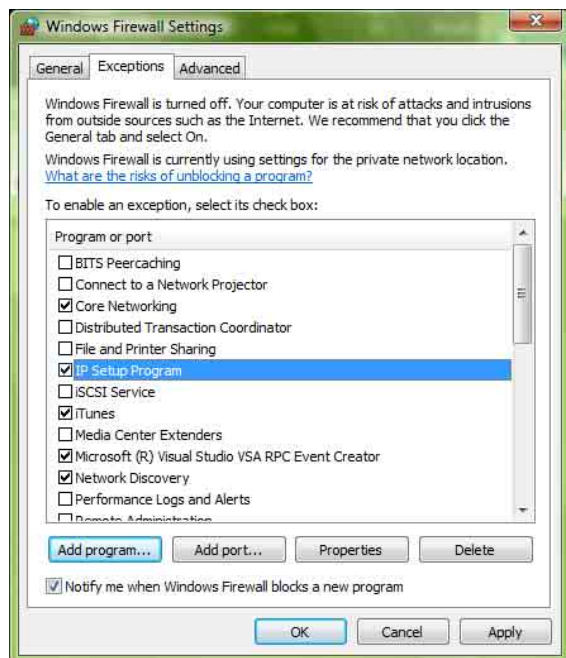 Windows Firewall Settings
General Exceptions Advanced
Windows Firewall is turned off. Your computer is at risk of attacks and intrusions
from outside sources such as the Internet. We recommend that you click the
General tab and select On.
Windows Firewall is currently using settings for the private network location.
What are the risks of unblocking a program?
To enable an exception, select its check box:
Program or port
BITS Peercaching
Connect to a Network Projector
Core Networking
Distributed Transaction Coordinator
File and Printer Sharing
IP Setup Program
iSCSI Service
iTunes
Media Center Extenders
Microsoft (R) Visual Studio VSA RPC Event Creator
Network Discovery
Performance Logs and Alerts
Remote Administration
Add program... Add port... Properties Delete
Notify me when Windows Firewall blocks a new program
OK Cancel Apply